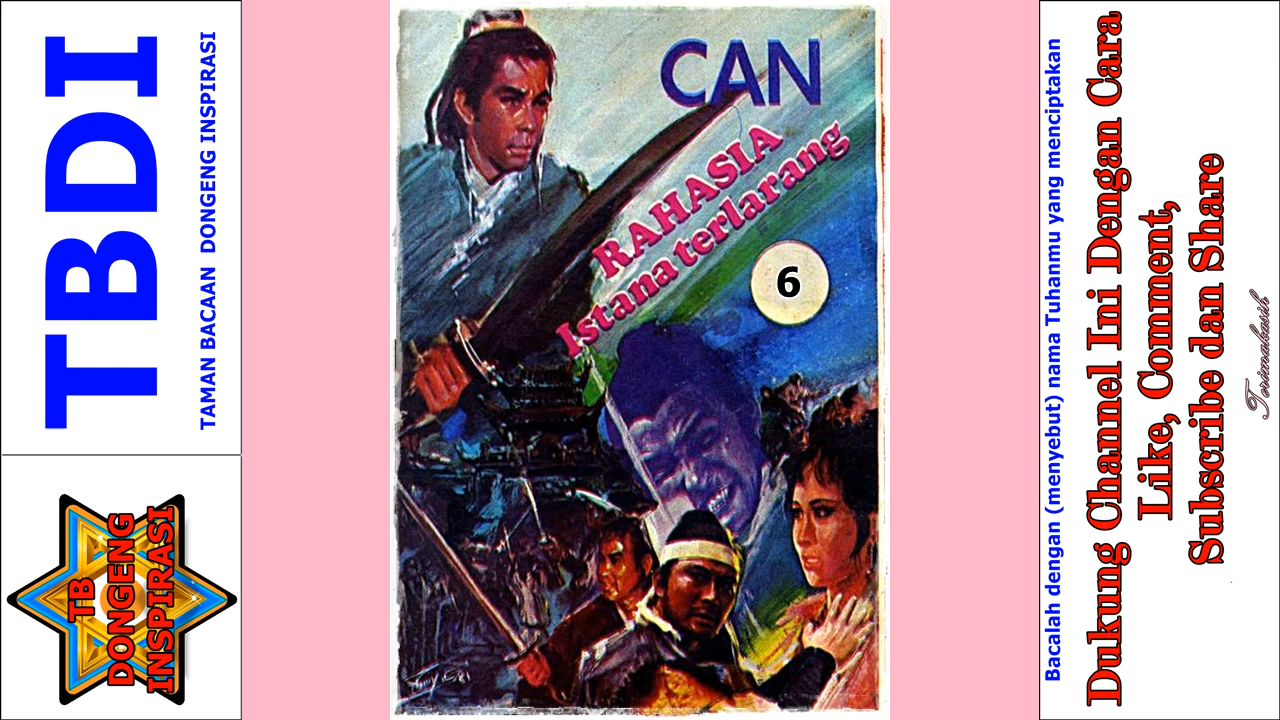 TBDI
TAMAN BACAAN DONGENG INSPIRASI
TB
DONGENG
INSPIRASI
CAN
RAHASIA
Istana terlarang
6
Bacalah dengan (menyebut) nama Tuhanmu yang menciptakan
Dukung Channel Ini Dengan Cara
Like, Comment,
Subscribe dan Share
Terimakasih